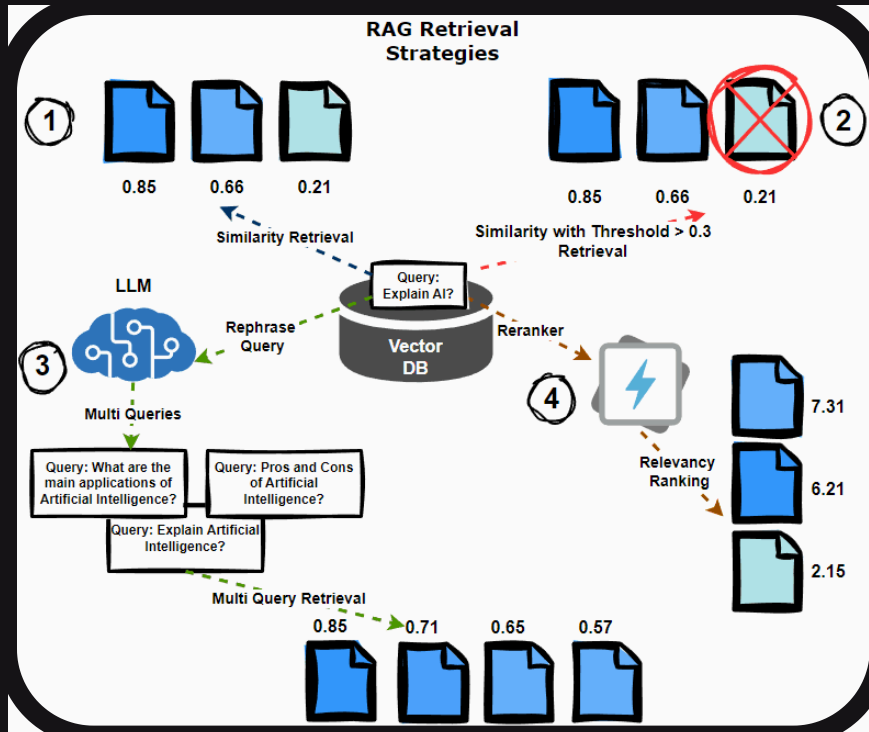 RAG Retrieval
Strategies
1
0.85
0.66
0.21
2
0.85
0.66
0.21
Similarity Retrieval
Similarity with Threshold > 0.3
Retrieval
Query:
Explain AI?
Vector
DB
LLM
Rephrase
Query
3
Multi Queries
Query: What are the
main applications of
Artificial Intelligence?
Query: Pros and Cons
of Artificial
Intelligence?
Query: Explain Artificial
Intelligence?
Multi Query Retrieval
0.85
0.71
0.65
0.57
Reranker
4
Relevancy
Ranking
7.31
6.21
2.15